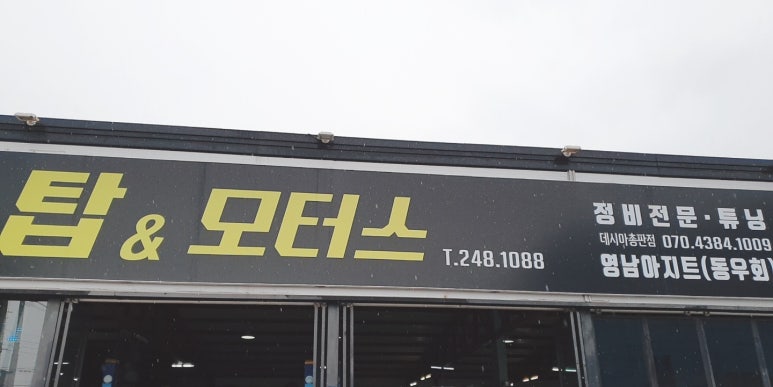 탑 & 모터스 T.248.1088
정비전문·튜닝
데시아총판점 070.4384.1009
영남아지트(동우회)